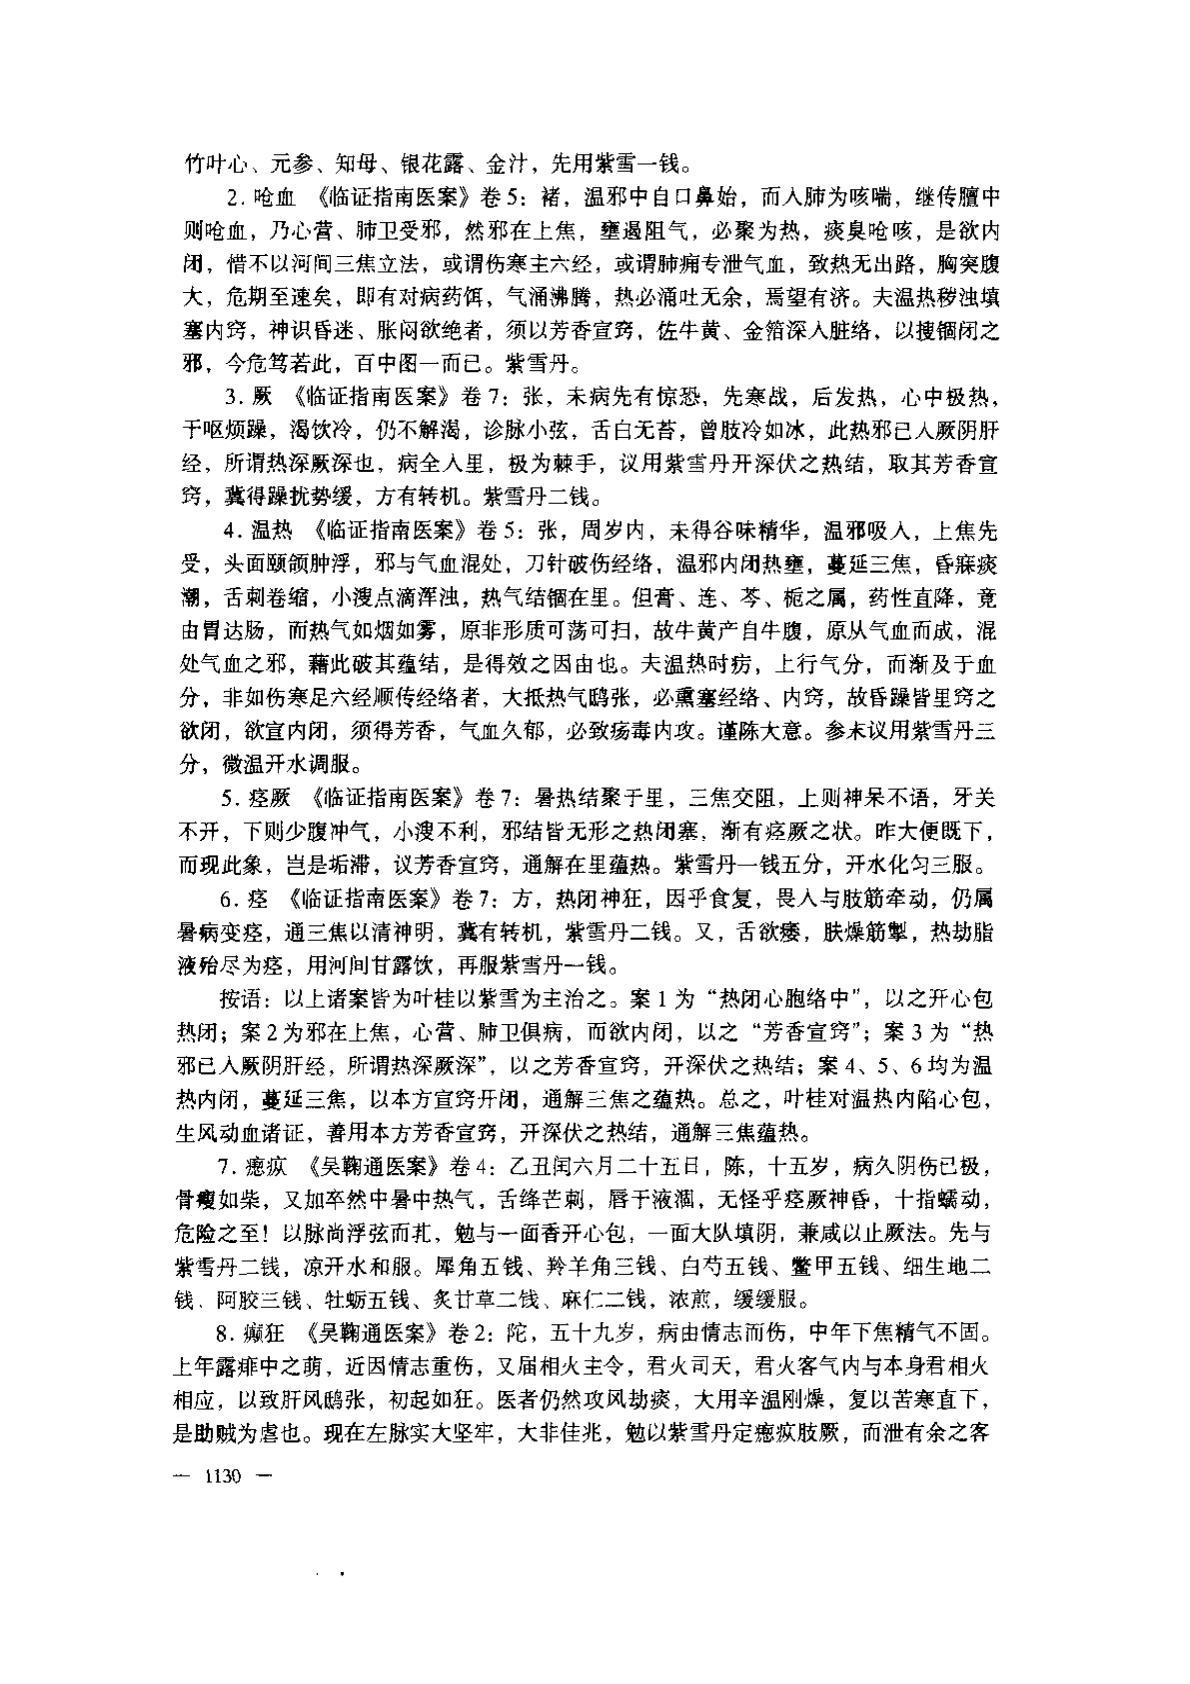 竹叶心、元参、知母、银花露、金汁，先用紫雪一钱。
2. 呛血 《临证指南医案》卷 5：褚，温邪中自口鼻始，而入肺为咳喘，继传膻中
则呛血，乃心营、肺卫受邪，然邪在上焦，壅遏阻气，必聚为热，痰臭呛咳，是欲内
闭，惜不以河间三焦立法，或谓伤寒主六经，或谓肺痈专泄气血，致热无出路，胸突腹
大，危期至速矣，即有对病药饵，气涌沸腾，热必涌吐无余，焉望有济。夫温热秽浊填
塞内窍，神识昏迷、胀闷欲绝者，须以芳香宣窍，佐牛黄、金箔深入脏络，以搜锢闭之
邪，今危笃若此，百中图一而已。紫雪丹。
3. 厥 《临证指南医案》卷 7：张，未病先有惊恐，先寒战，后发热，心中极热，
干呕烦躁，渴饮冷，仍不解渴，诊脉小弦，舌白无苔，曾肢冷如冰，此热邪已入厥阴肝
经，所谓热深厥深也，病全入里，极为棘手，议用紫雪丹开深伏之热结，取其芳香宣
窍，冀得躁扰势缓，方有转机。紫雪丹二钱。
4. 温热 《临证指南医案》卷 5：张，周岁内，未得谷味精华，温邪吸入，上焦先
受，头面颐颌肿浮，邪与气血混处，刀针破伤经络，温邪内闭热壅，蔓延三焦，昏寐痰
潮，舌刺卷缩，小溲点滴浑浊，热气结锢在里。但膏、连、芩、栀之属，药性直降，竟
由胃达肠，而热气如烟如雾，原非形质可荡可扫，故牛黄产自牛腹，原从气血而成，混
处气血之邪，藉此破其蕴结，是得效之因由也。夫温热时疠，上行气分，而渐及于血
分，非如伤寒足六经顺传经络者，大抵热气鸱张，必熏塞经络、内窍，故昏躁皆里窍之
欲闭，欲宣内闭，须得芳香，气血久郁，必致疡毒内攻。谨陈大意。参末议用紫雪丹三
分，微温开水调服。
5. 痉厥 《临证指南医案》卷 7：暑热结聚于里，三焦交阻，上则神呆不语，牙关
不开，下则少腹冲气，小溲不利，邪结皆无形之热闭塞，渐有痉厥之状。昨大便既下，
而现此象，岂是垢滞，议芳香宣窍，通解在里蕴热。紫雪丹一钱五分，开水化匀三服。
6. 痉 《临证指南医案》卷 7：方，热闭神狂，因乎食复，畏人与肢筋牵动，仍属
暑病变痉，通三焦以清神明，冀有转机，紫雪丹二钱。又，舌欲痿，肤燥筋掣，热劫脂
液殆尽为痉，用河间甘露饮，再服紫雪丹一钱。
按语：以上诸案皆为叶桂以紫雪为主治之。案 1 为“热闭心胞络中”，以之开心包
热闭；案 2 为邪在上焦，心营、肺卫俱病，而欲内闭，以之“芳香宣窍”；案 3 为“热
邪已入厥阴肝经，所谓热深厥深”，以之芳香宣窍，开深伏之热结；案 4、5、6 均为温
热内闭，蔓延三焦，以本方宣窍开闭，通解三焦之蕴热。总之，叶桂对温热内陷心包，
生风动血诸证，善用本方芳香宣窍，开深伏之热结，通解三焦蕴热。
7. 瘛疭 《吴鞠通医案》卷 4：乙丑闰六月二十五日，陈，十五岁，病久阴伤已极，
骨瘦如柴，又加卒然中暑中热气，舌绛芒刺，唇干液涸，无怪乎痉厥神昏，十指蠕动，
危险之至！以脉尚浮弦而芤，勉与一面香开心包，一面大队填阴，兼咸以止厥法。先与
紫雪丹二钱，凉开水和服。犀角五钱、羚羊角三钱、白芍五钱、鳖甲五钱、细生地二
钱、阿胶三钱、牡蛎五钱、炙甘草二钱、麻仁二钱，浓煎，缓缓服。
8. 癫狂 《吴鞠通医案》卷 2：陀，五十九岁，病由情志而伤，中年下焦精气不固。
上年露痱中之萌，近因情志重伤，又届相火主令，君火司天，君火客气内与本身君相火
相应，以致肝风鸱张，初起如狂。医者仍然攻风劫痰，大用辛温刚燥，复以苦寒直下，
是助贼为虐也。现在左脉实大坚牢，大非佳兆，勉以紫雪丹定瘛疭肢厥，而泄有余之客
— 1130 —